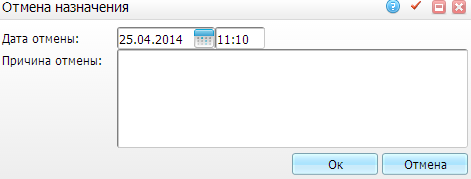 Отмена назначения
Дата отмены: 25.04.2014 11:10
Причина отмены:
Ок Отмена